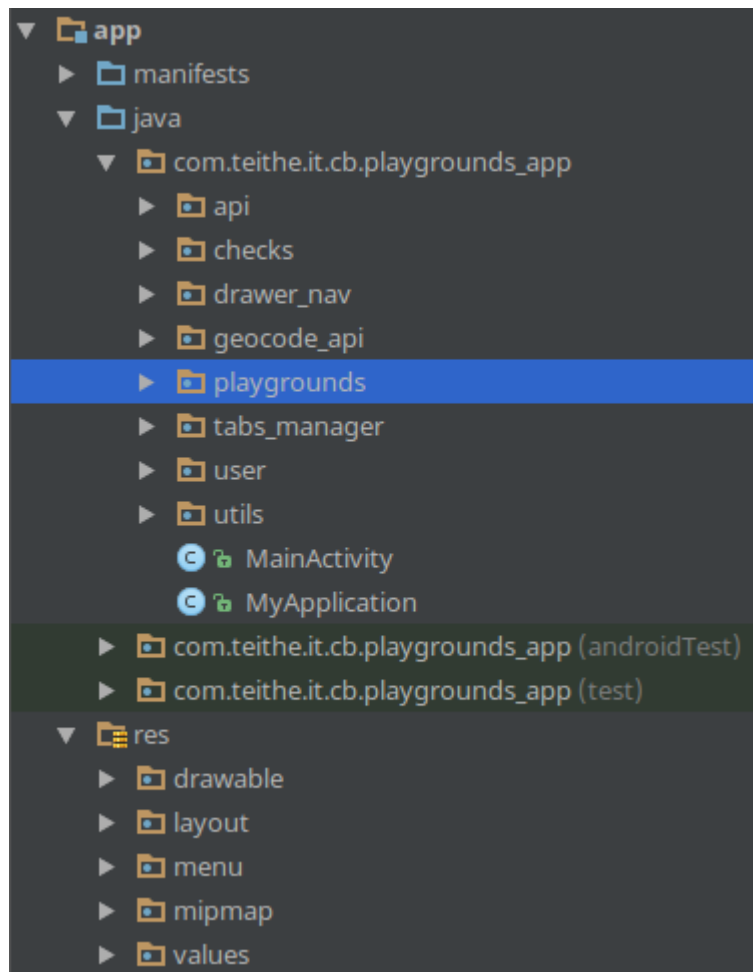 app
manifests
java
com.teithe.it.cb.playgrounds_app
api
checks
drawer_nav
geocode_api
playgrounds
tabs_manager
user
utils
C MainActivity
C MyApplication
com.teithe.it.cb.playgrounds_app (androidTest)
com.teithe.it.cb.playgrounds_app (test)
res
drawable
layout
menu
mipmap
values